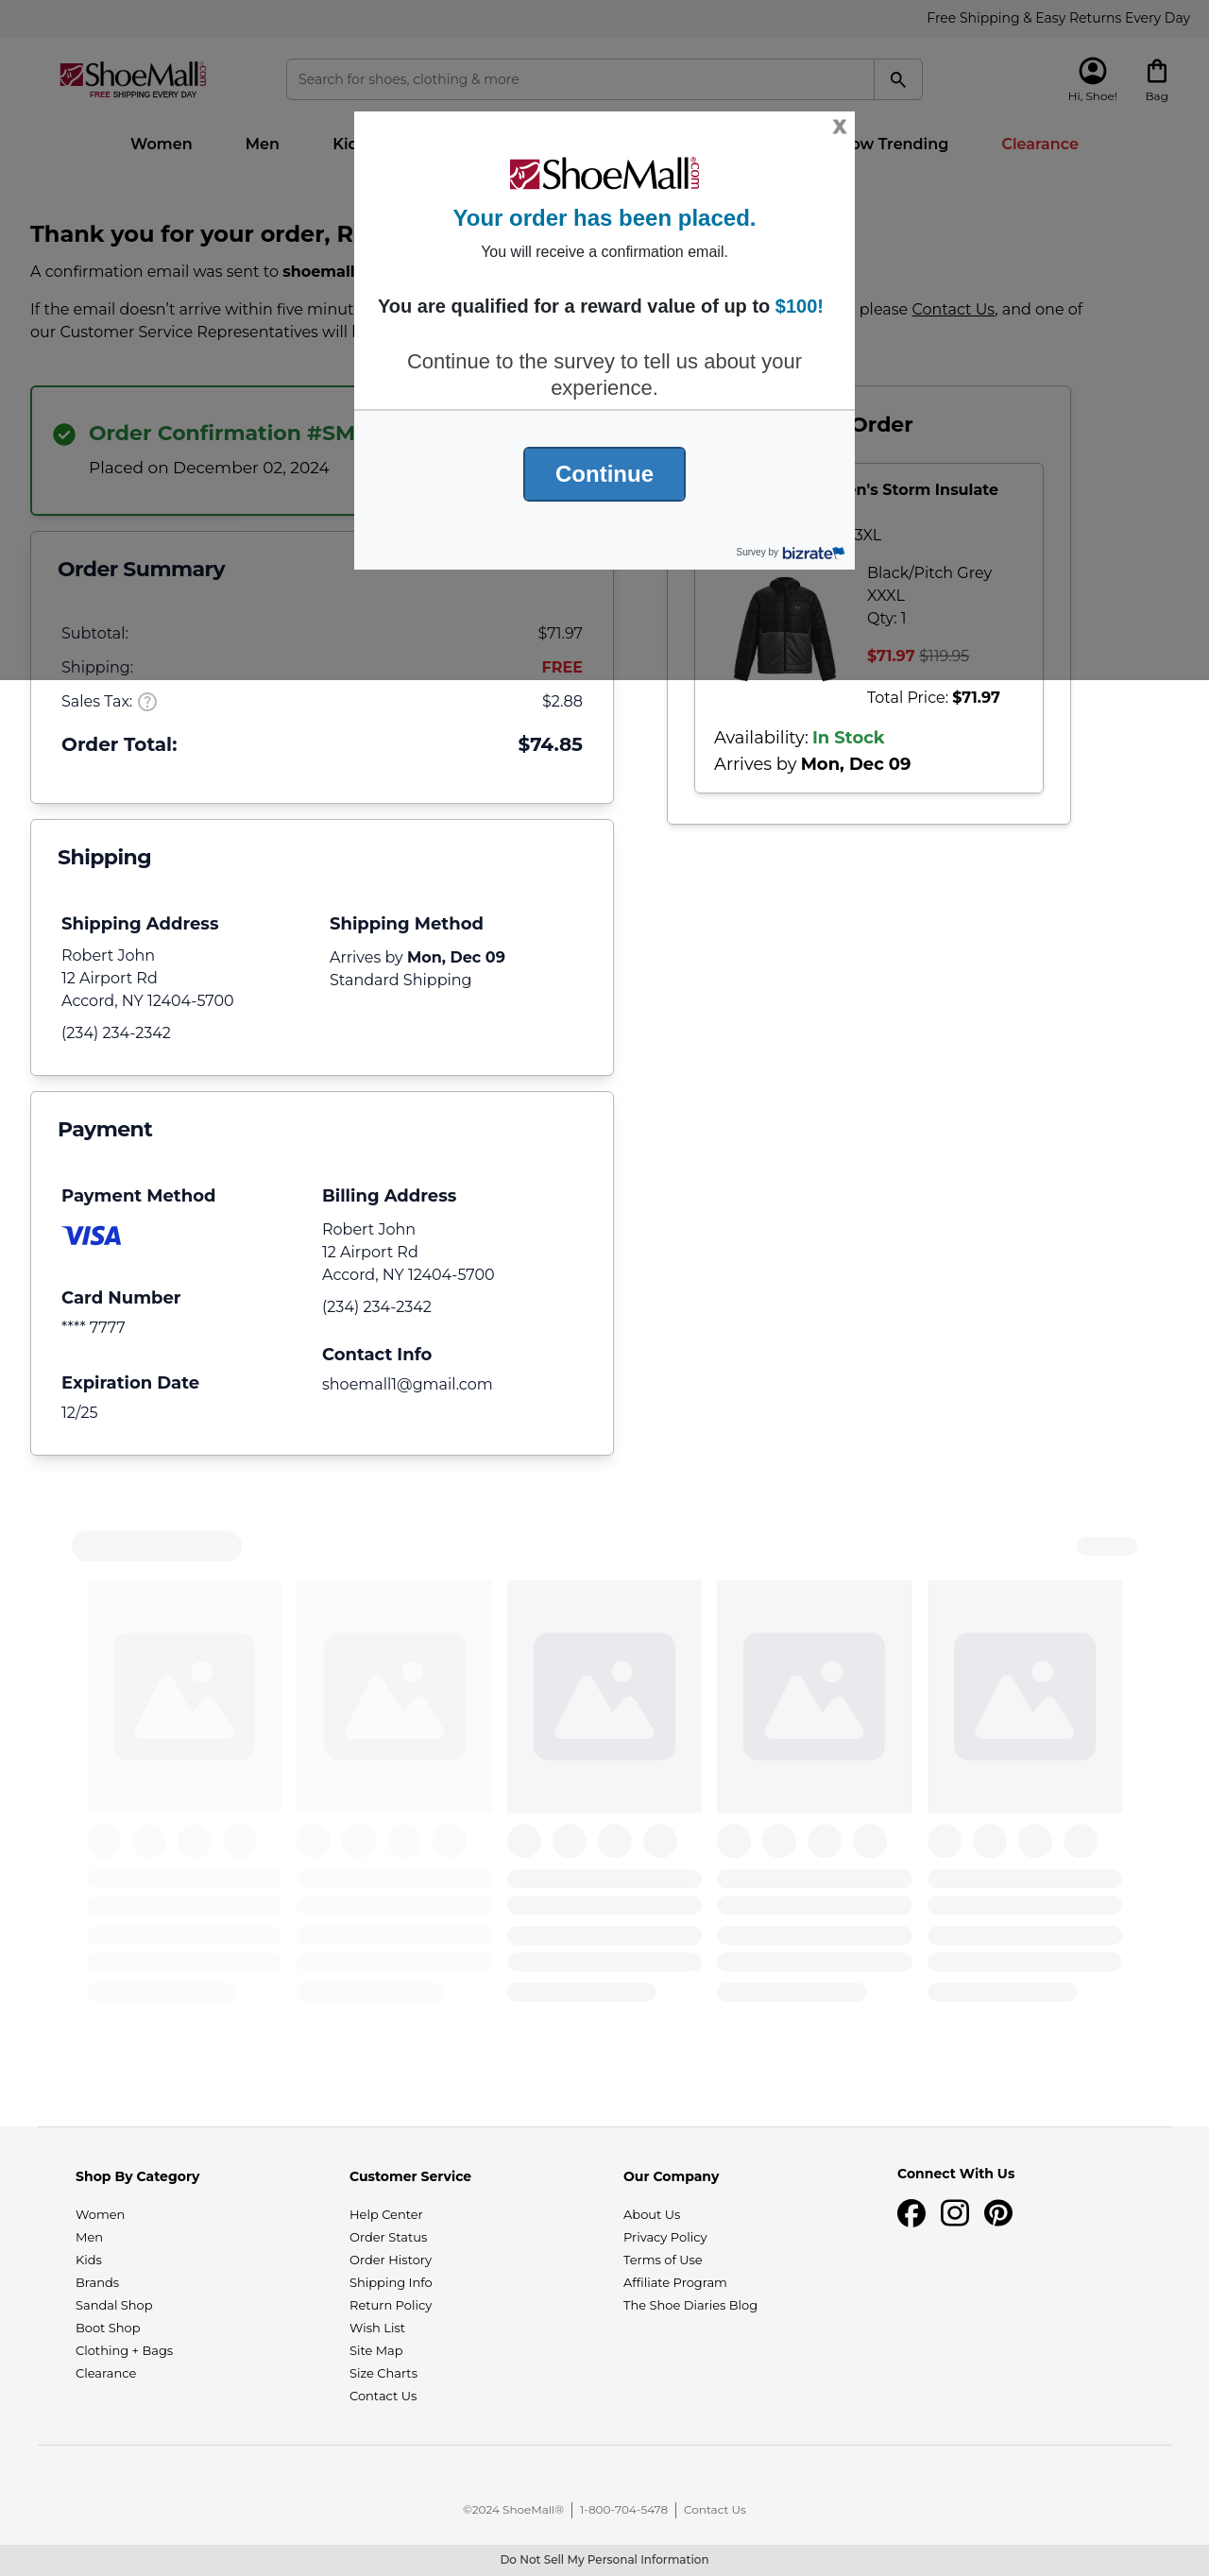 Free Shipping & Easy Returns Every Day
ShoeMall.com
FREE SHIPPING EVERY DAY
Search for shoes, clothing & more
Hi, Shoe!
Bag
Women
Men
Trending
Clearance
X
ShoeMall.com
Your order has been placed.
You will receive a confirmation email.
You are qualified for a reward value of up to $100!
Continue to the survey to tell us about your
experience.
Continue
Survey by bizrate
Thank you for your order,
A confirmation email was sent to
If the email doesn’t arrive within five
please Contact Us, and one of
our Customer Service Representatives will
Order Confirmation
Placed on December 02, 2024
Order Summary
Subtotal: $71.97
Shipping: FREE
Sales Tax: ? $2.88
Order Total: $74.85
Order
Storm Insulate
3XL
Black/Pitch Grey
XXXL
Qty: 1
$71.97 $119.95
Total Price: $71.97
Availability: In Stock
Arrives by Mon, Dec 09
Shipping
Shipping Address
Robert John
12 Airport Rd
Accord, NY 12404-5700
(234) 234-2342
Shipping Method
Arrives by Mon, Dec 09
Standard Shipping
Payment
Payment Method
VISA
Card Number
**** 7777
Expiration Date
12/25
Billing Address
Robert John
12 Airport Rd
Accord, NY 12404-5700
(234) 234-2342
Contact Info
shoemall1@gmail.com
Shop By Category
Women
Men
Kids
Brands
Sandal Shop
Boot Shop
Clothing + Bags
Clearance
Customer Service
Help Center
Order Status
Order History
Shipping Info
Return Policy
Wish List
Site Map
Size Charts
Contact Us
Our Company
About Us
Privacy Policy
Terms of Use
Affiliate Program
The Shoe Diaries Blog
Connect With Us
©2024 ShoeMall® | 1-800-704-5478 | Contact Us
Do Not Sell My Personal Information